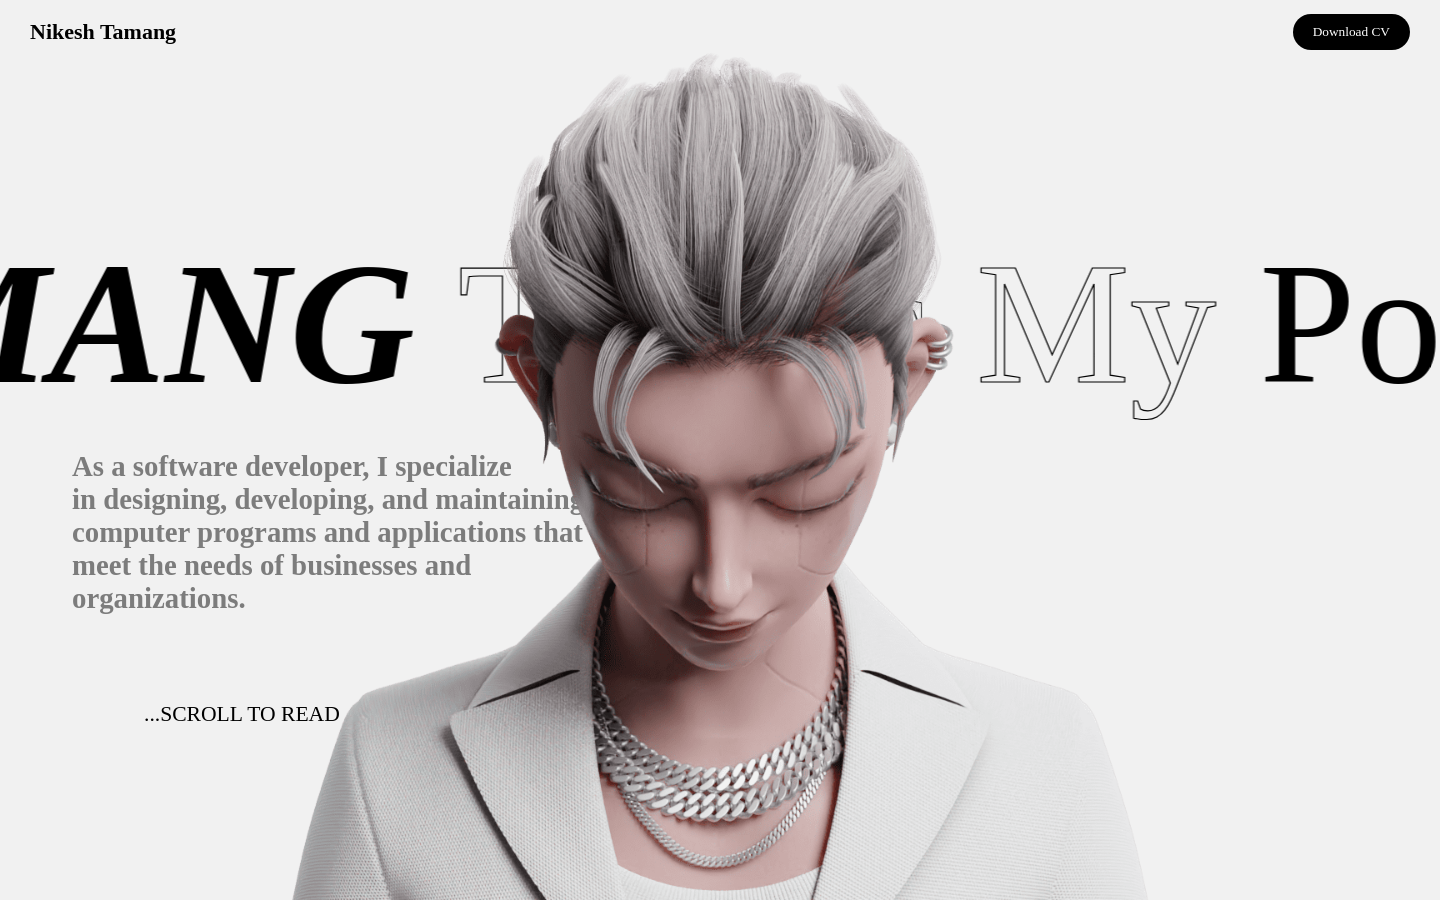 Nikesh Tamang
Download CV
ANG My Po
As a software developer, I specialize
in designing, developing, and maintaining
computer programs and applications that
meet the needs of businesses and
organizations.
...SCROLL TO READ